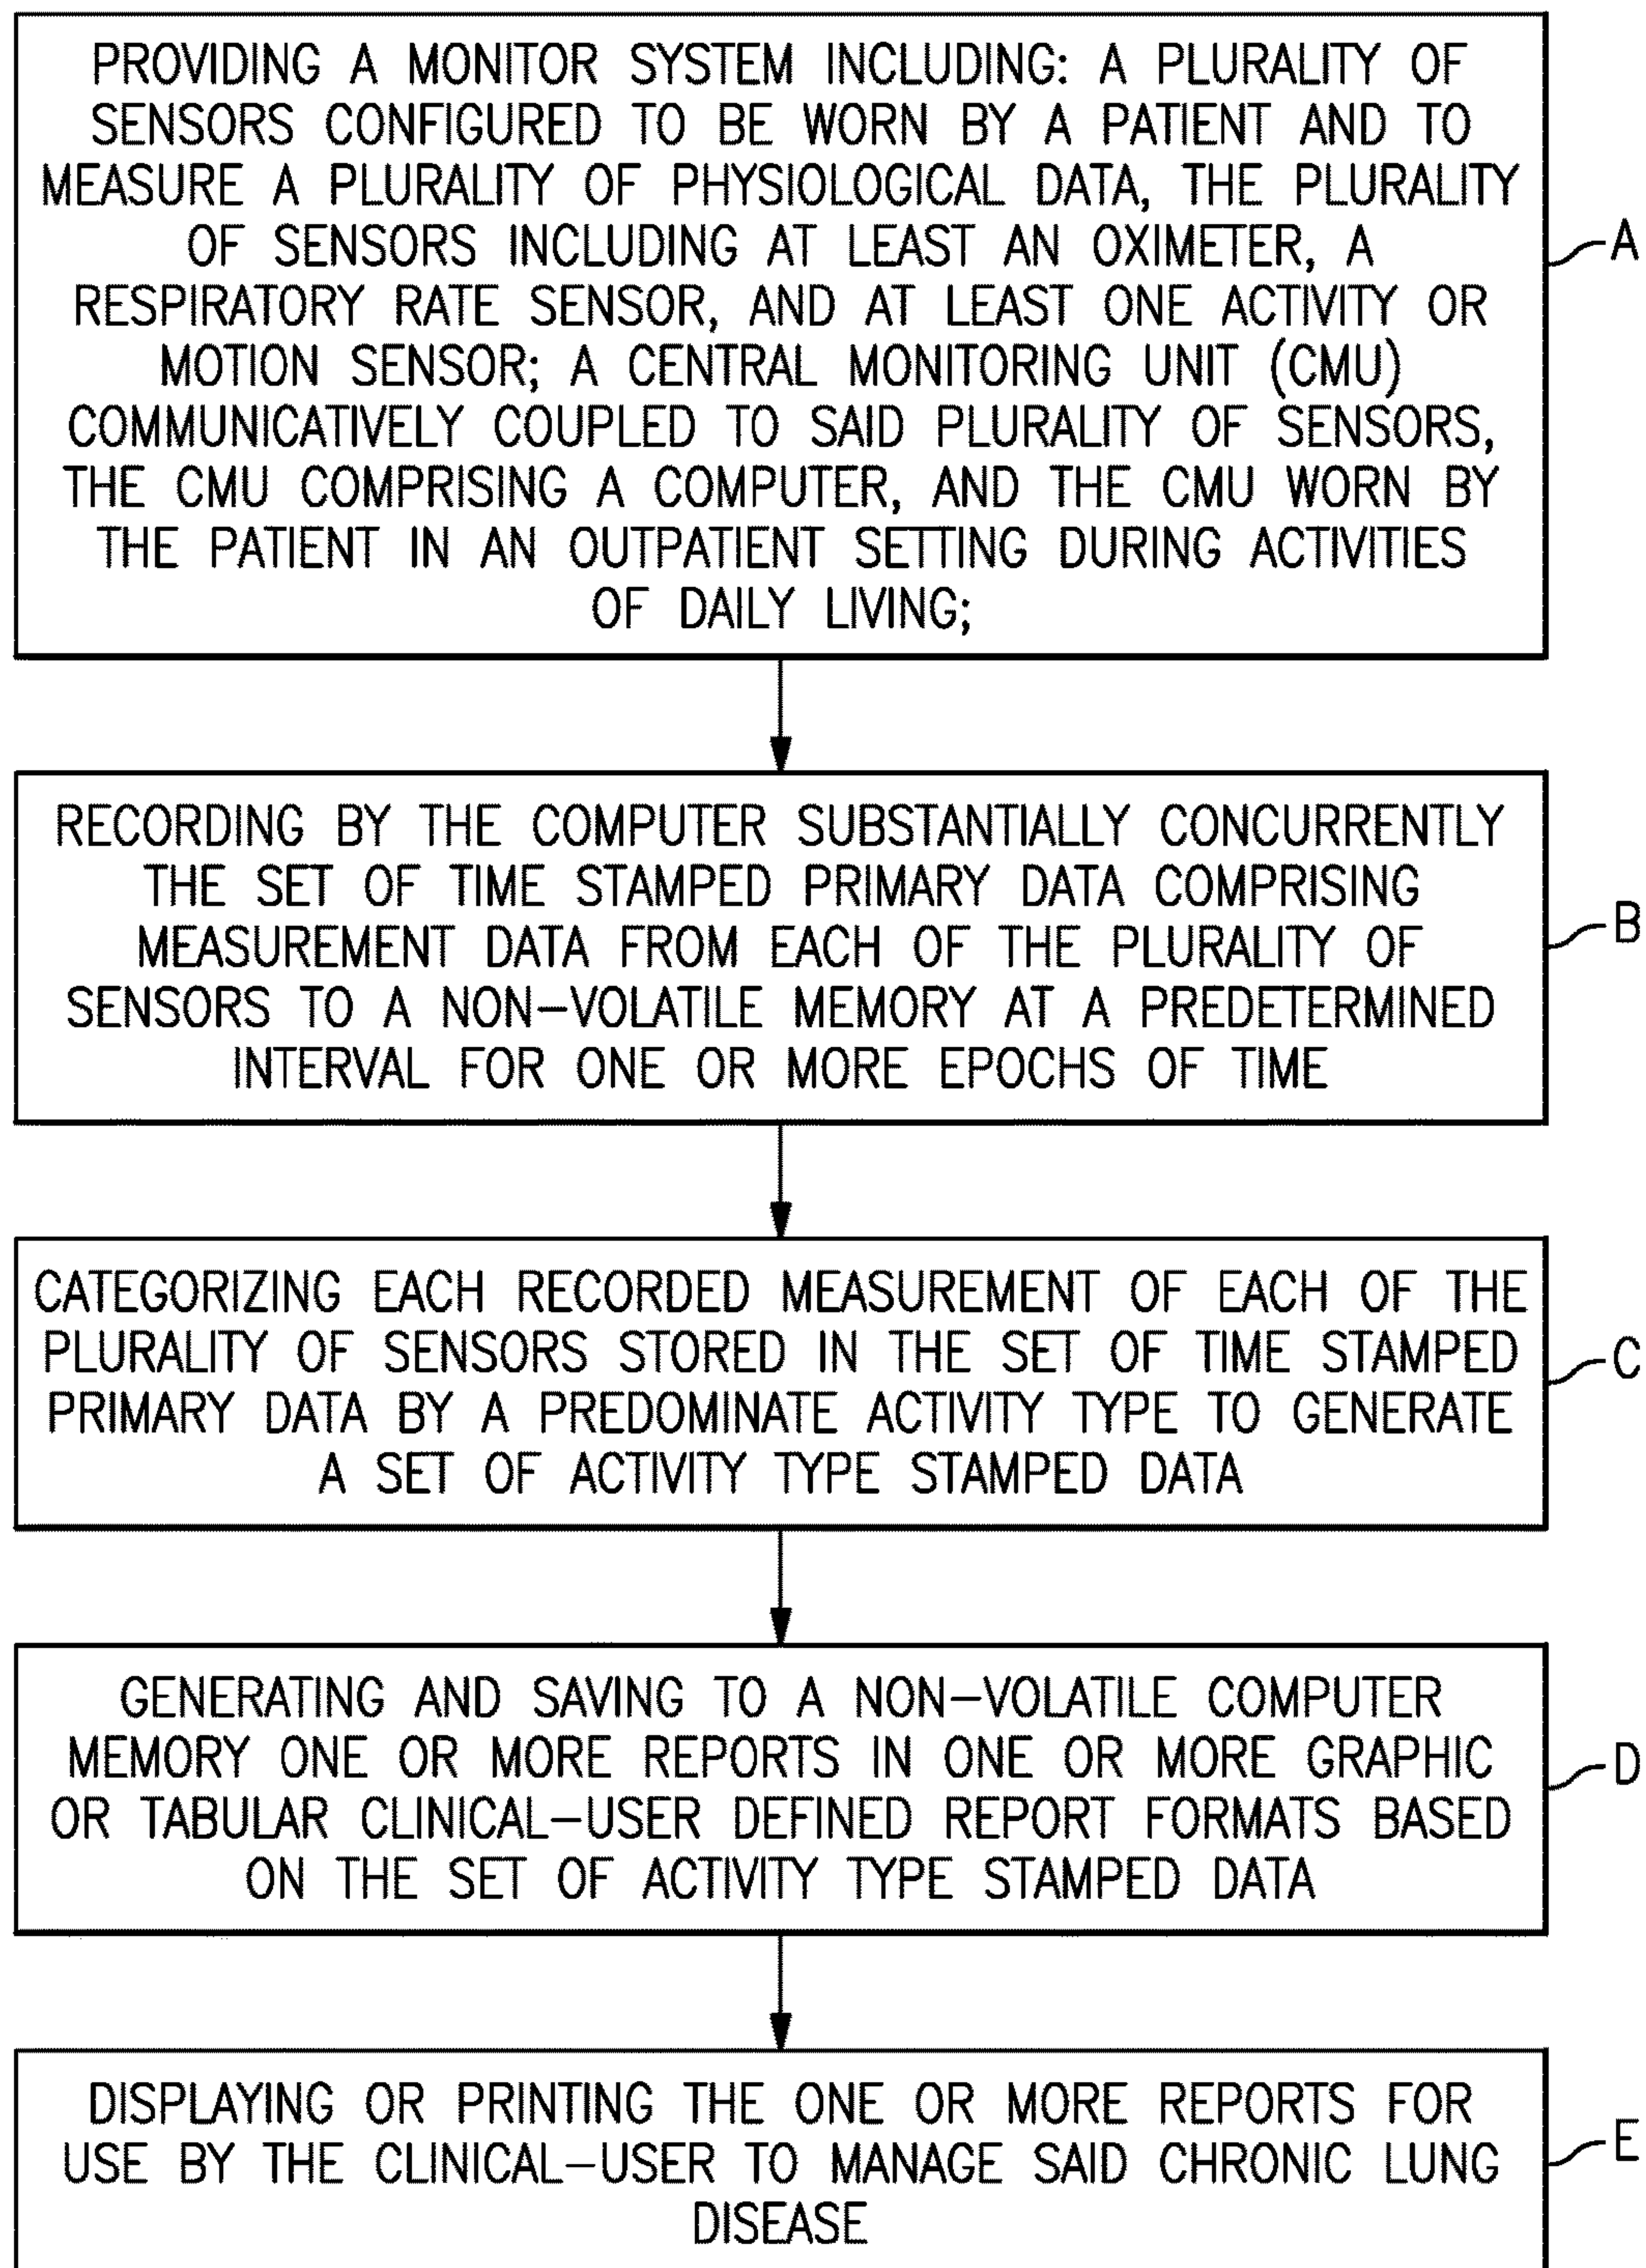 PROVIDING A MONITOR SYSTEM INCLUDING: A PLURALITY OF
SENSORS CONFIGURED TO BE WORN BY A PATIENT AND TO
MEASURE A PLURALITY OF PHYSIOLOGICAL DATA, THE PLURALITY
OF SENSORS INCLUDING AT LEAST AN OXIMETER, A
RESPIRATORY RATE SENSOR, AND AT LEAST ONE ACTIVITY OR
MOTION SENSOR; A CENTRAL MONITORING UNIT (CMU)
COMMUNICATIVELY COUPLED TO SAID PLURALITY OF SENSORS,
THE CMU COMPRISING A COMPUTER, AND THE CMU WORN BY
THE PATIENT IN AN OUTPATIENT SETTING DURING ACTIVITIES
OF DAILY LIVING;
A
RECORDING BY THE COMPUTER SUBSTANTIALLY CONCURRENTLY
THE SET OF TIME STAMPED PRIMARY DATA COMPRISING
MEASUREMENT DATA FROM EACH OF THE PLURALITY OF
SENSORS TO A NON-VOLATILE MEMORY AT A PREDETERMINED
INTERVAL FOR ONE OR MORE EPOCHS OF TIME
B
CATEGORIZING EACH RECORDED MEASUREMENT OF EACH OF THE
PLURALITY OF SENSORS STORED IN THE SET OF TIME STAMPED
PRIMARY DATA BY A PREDOMINATE ACTIVITY TYPE TO GENERATE
A SET OF ACTIVITY TYPE STAMPED DATA
C
GENERATING AND SAVING TO A NON-VOLATILE COMPUTER
MEMORY ONE OR MORE REPORTS IN ONE OR MORE GRAPHIC
OR TABULAR CLINICAL-USER DEFINED REPORT FORMATS BASED
ON THE SET OF ACTIVITY TYPE STAMPED DATA
D
DISPLAYING OR PRINTING THE ONE OR MORE REPORTS FOR
USE BY THE CLINICAL-USER TO MANAGE SAID CHRONIC LUNG
DISEASE
E